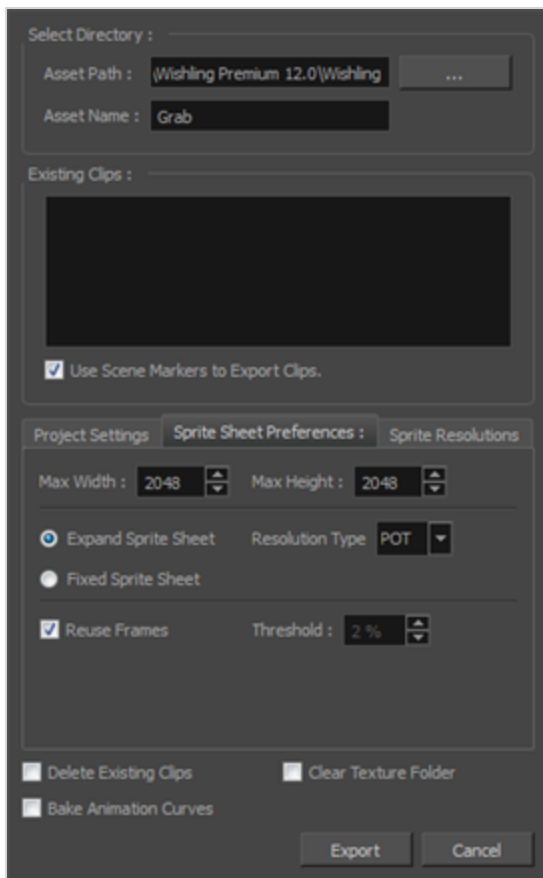 Select Directory :
Asset Path : \Wishling Premium 12.0\Wishling ...
Asset Name : Grab
Existing Clips :
Use Scene Markers to Export Clips.
Project Settings Sprite Sheet Preferences : Sprite Resolutions
Max Width : 2048 Max Height : 2048
Expand Sprite Sheet Resolution Type POT
Fixed Sprite Sheet
Reuse Frames Threshold : 2 %
Delete Existing Clips Clear Texture Folder
Bake Animation Curves
Export Cancel